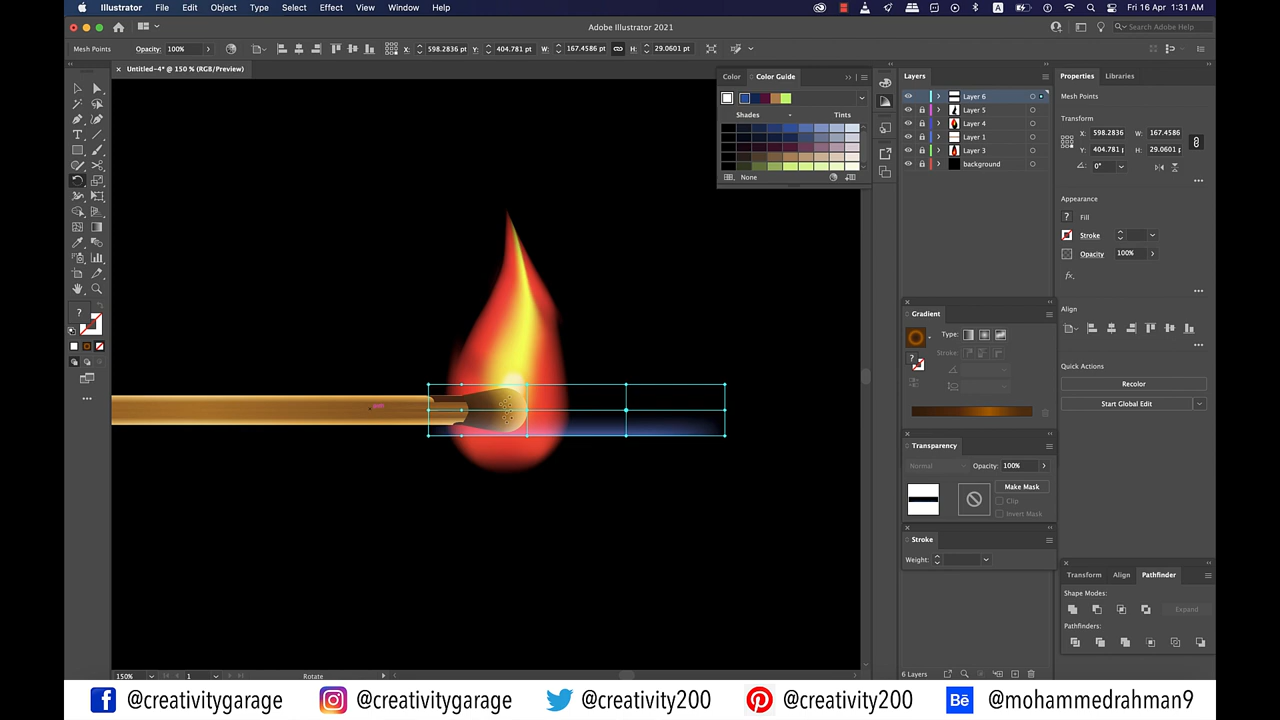 Illustrator File Edit Object Type Select Effect View Window Help Fri 16 Apr 1:31 AM
Adobe Illustrator 2021
Search Adobe Help
Mesh Points Opacity: 100% X: 598.2836 Y: 404.781 pt W: 167.4586 pt H: 29.0601 pt
Untitled-4* @ 150 % (RGB/Preview)
Color Color Guide
Shades Tints
None
Layers
Layer 6
Layer 5
Layer 4
Layer 1
Layer 3
background
Properties Libraries
Mesh Points
Transform
X: 598.2836 W: 167.4586
Y: 404.781 H: 29.0601
0°
Appearance
Fill
Stroke
Opacity 100%
fx
Align
Quick Actions
Recolor
Start Global Edit
Gradient
Type:
Stroke:
Transparency
Normal Opacity: 100%
Make Mask
Clip
Invert Mask
Stroke
Weight:
Transform Align Pathfinder
Shape Modes:
Expand
Pathfinders:
6 Layers
150% 1 Rotate
@creativitygarage @creativitygarage @creativity200 @creativity200 Bē @mohammedrahman9